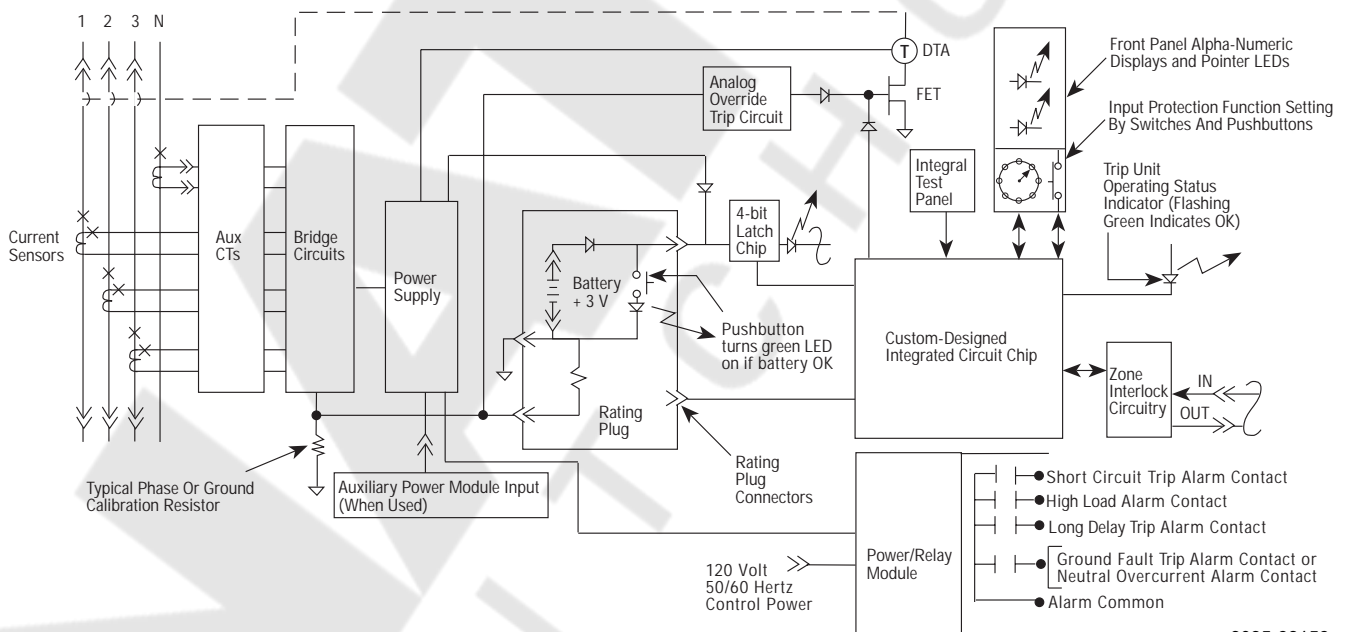 1 2 3 N
T
DTA
FET
Analog
Override
Trip Circuit
Front Panel Alpha-Numeric
Displays and Pointer LEDs
Input Protection Function Setting
By Switches And Pushbuttons
Integral
Test
Panel
Trip Unit
Operating Status
Indicator (Flashing
Green Indicates OK)
Current
Sensors
Aux
CTs
Bridge
Circuits
Power
Supply
4-bit
Latch
Chip
Battery
+ 3 V
Pushbutton
turns green LED
on if battery OK
Custom-Designed
Integrated Circuit Chip
Zone
Interlock
Circuitry
IN
OUT
Rating
Plug
Rating
Plug
Connectors
Typical Phase Or Ground
Calibration Resistor
Auxiliary Power Module Input
(When Used)
120 Volt
50/60 Hertz
Control Power
Power/Relay
Module
Short Circuit Trip Alarm Contact
High Load Alarm Contact
Long Delay Trip Alarm Contact
Ground Fault Trip Alarm Contact or
Neutral Overcurrent Alarm Contact
Alarm Common